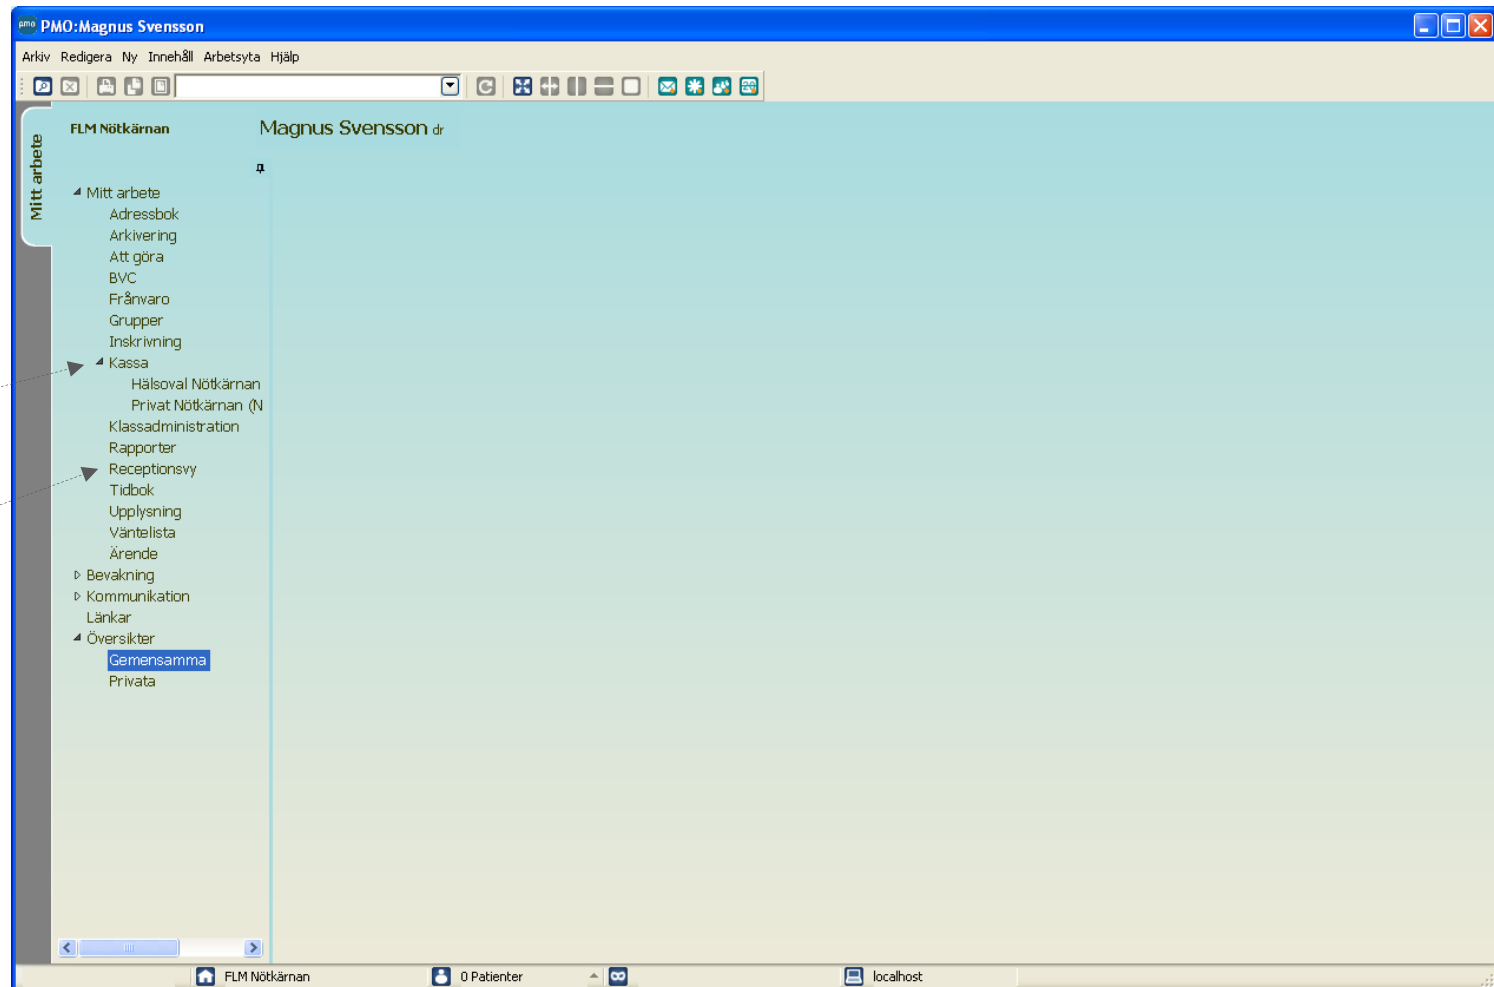 pmo PMO:Magnus Svensson
Arkiv Redigera Ny Innehåll Arbetsyta Hjälp
Mitt arbete
FLM Nötkärnan
Magnus Svensson dr
Mitt arbete
Adressbok
Arkivering
Att göra
BVC
Frånvaro
Grupper
Inskrivning
Kassa
Hälsoval Nötkärnan
Privat Nötkärnan (N
Klassadministration
Rapporter
Receptionsvy
Tidbok
Upplysning
Väntelista
Ärende
Bevakning
Kommunikation
Länkar
Översikter
Gemensamma
Privata
FLM Nötkärnan 0 Patienter localhost